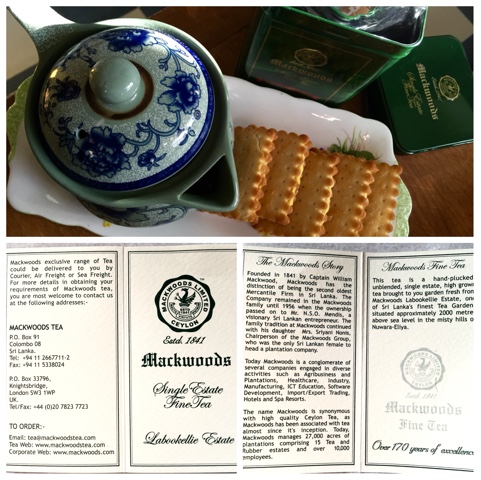 Mackwoods
Mackwoods
Single Estate
Fine Tea
Mackwoods exclusive range of Tea
could be delivered to you by
Courier, Air Freight or Sea Freight.
For more details in obtaining your
requirements of Mackwoods tea,
you are most welcome to contact us
at the following addresses:-
MACKWOODS TEA
P.O. Box 91
Colombo 08
Sri Lanka.
Tel: +94 11 2667711-2
Fax: +94 11 5338024
P.O. Box 33796,
Knightsbridge,
London SW3 1WP
U.K.
Tel/Fax: +44 (0)20 7823 7723
TO ORDER:-
Email: tea@mackwoodstea.com
Tea Web: www.mackwoodstea.com
Corporate Web: www.mackwoods.com
MACKWOODS LIMITED
CEYLON
Estd. 1841
Mackwoods
Single Estate
Fine Tea
Labookellie Estate
The Mackwoods Story
Founded in 1841 by Captain William
Mackwood, Mackwoods has the
distinction of being the second oldest
Mercantile Firm in Sri Lanka. The
Company remained in the Mackwoods
family until 1956 when the ownership
passed on to Mr. N.S.O. Mendis, a
visionary Sri Lankan entrepreneur. The
family tradition at Mackwoods continued
with his daughter Mrs. Sriyani Nonis,
Chairperson of the Mackwoods Group,
who was the only Sri Lankan female to
head a plantation company.
Today Mackwoods is a conglomerate of
several companies engaged in diverse
activities such as Agribusiness and
Plantations, Healthcare, Industry,
Manufacturing, ICT Education, Software
Development, Import/Export Trading,
Hotels and Spa Resorts.
The name Mackwoods is synonymous
with high quality Ceylon Tea, as
Mackwoods has been associated with tea
almost since it's inception. Today,
Mackwoods manages 27,000 acres of
plantations comprising 15 Tea and
Rubber estates and over 10,000
employees.
Mackwoods Fine Tea
This tea is a hand-plucked
unblended, single estate, high grown
tea brought to you garden fresh from
Mackwoods Labookellie Estate, one
of Sri Lanka's finest Tea Gardens
situated approximately 2000 metres
above sea level in the misty hills of
Nuwara-Eliya.
Estd. 1841
Mackwoods
Fine Tea
Over 170 years of excellence